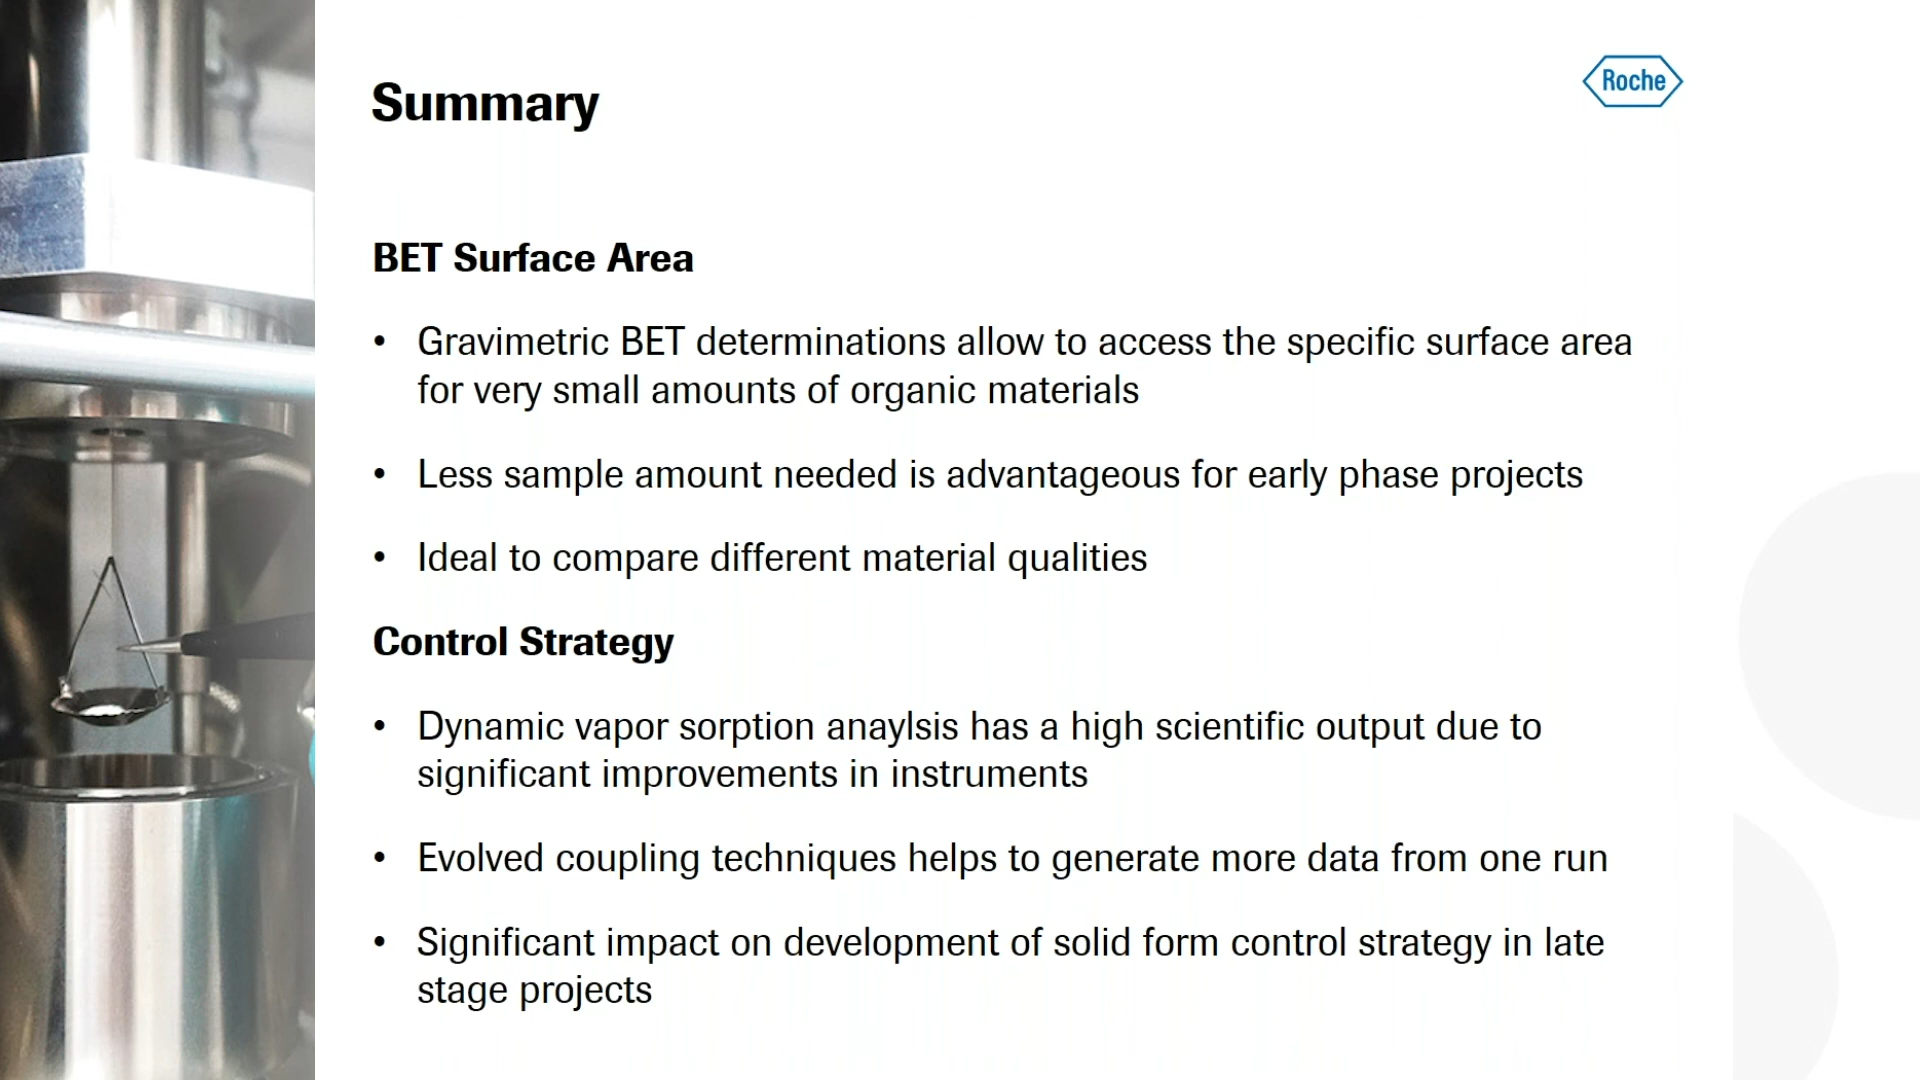 Summary
Roche
BET Surface Area
• Gravimetric BET determinations allow to access the specific surface area
for very small amounts of organic materials
• Less sample amount needed is advantageous for early phase projects
• Ideal to compare different material qualities
Control Strategy
• Dynamic vapor sorption anaylsis has a high scientific output due to
significant improvements in instruments
• Evolved coupling techniques helps to generate more data from one run
• Significant impact on development of solid form control strategy in late
stage projects